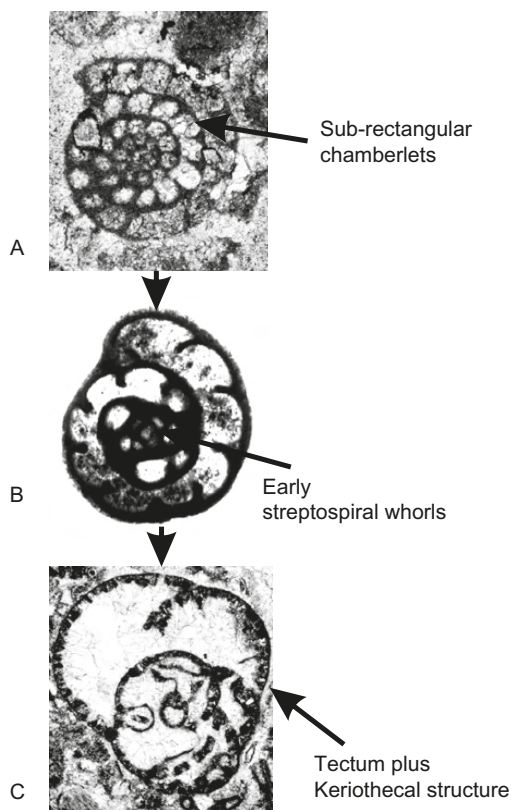 Sub-rectangular
chamberlets
A
Early
streptospiral whorls
B
Tectum plus
Keriothecal structure
C